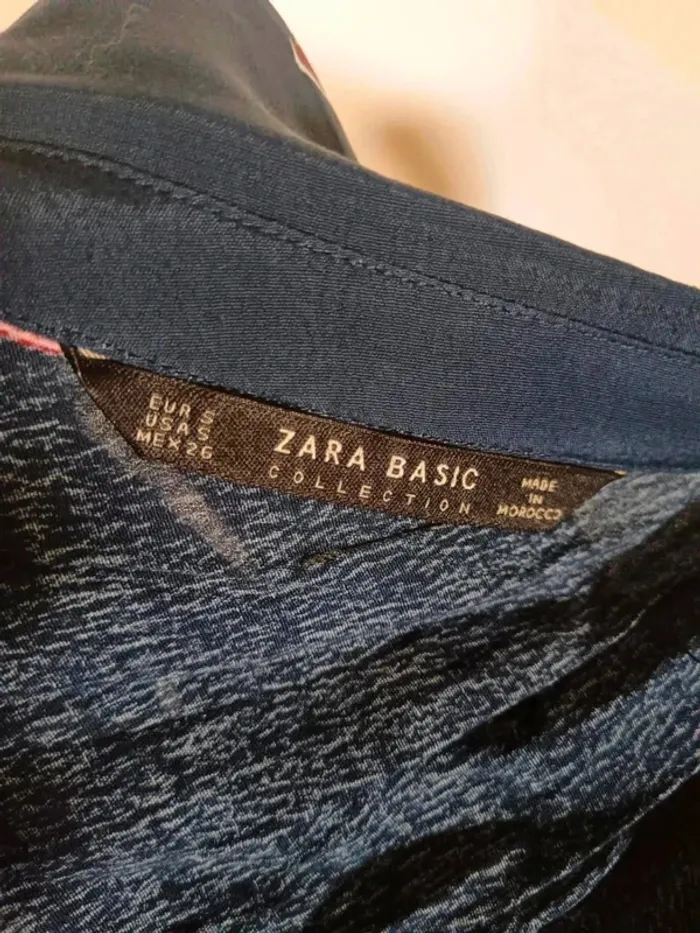 EUR S
USA S
MEX 26
ZARA BASIC
COLLECTION
MADE
IN
MOROCCO